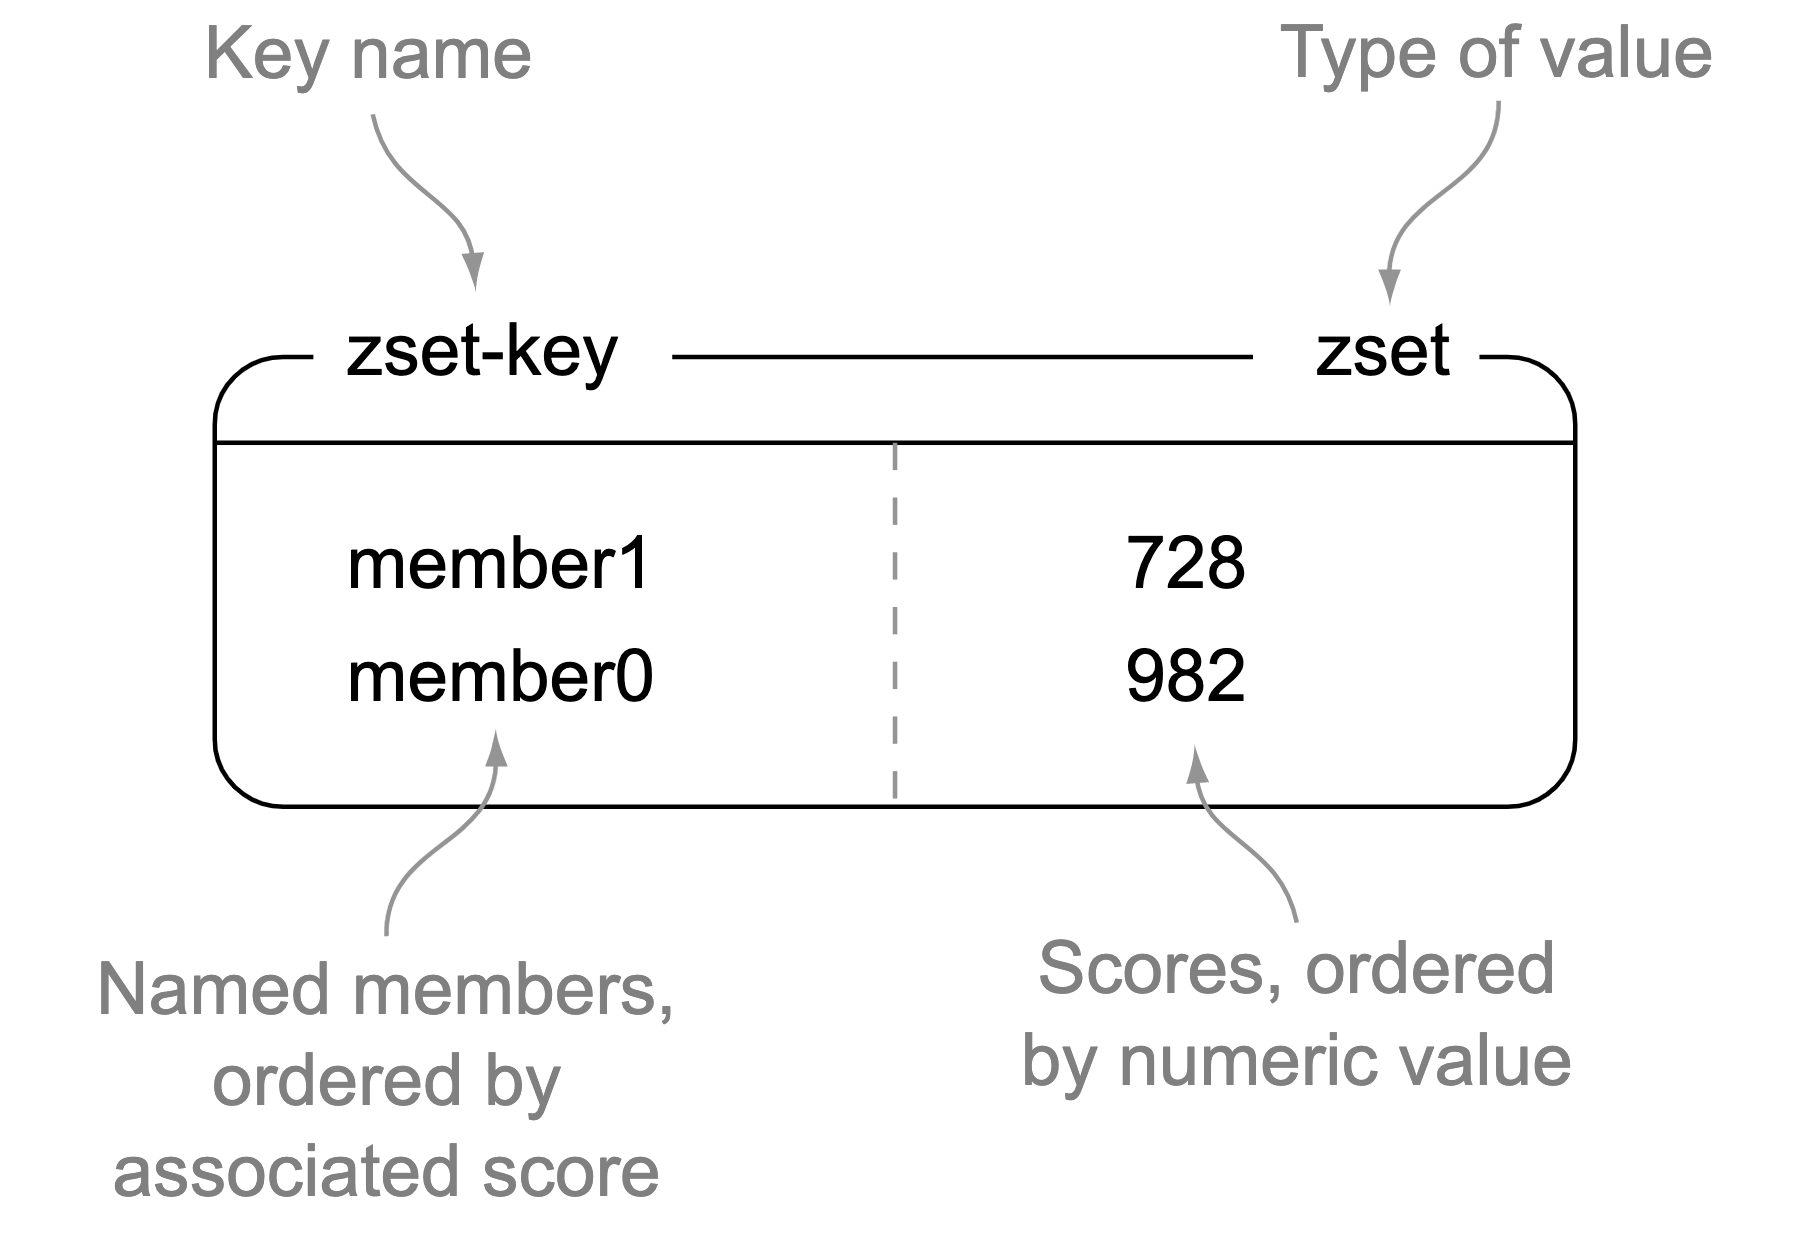 Key name
Type of value
zset-key
zset
member1
728
member0
982
Named members,
ordered by
associated score
Scores, ordered
by numeric value